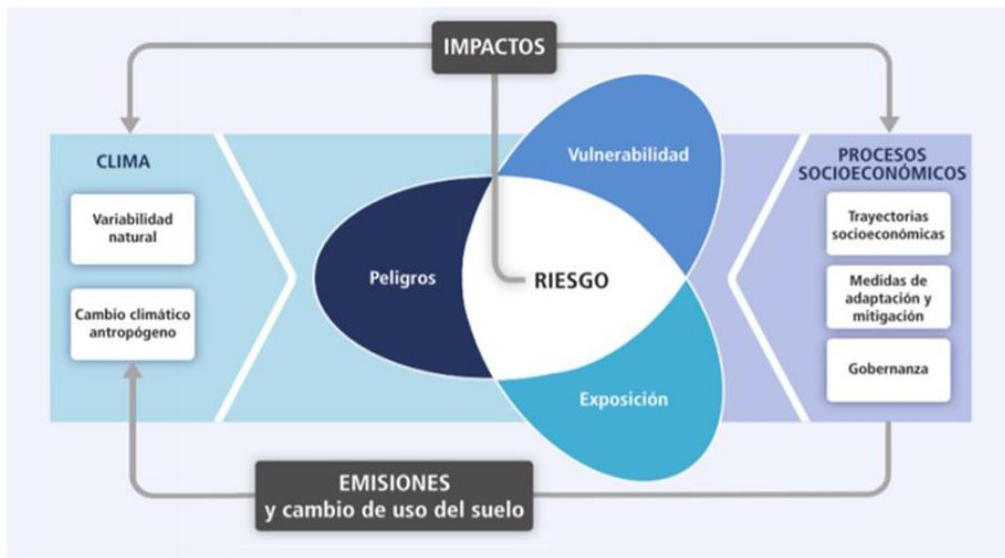 IMPACTOS
CLIMA
Variabilidad
natural
Cambio climático
antropógeno
Peligros
RIESGO
Vulnerabilidad
Exposición
PROCESOS
SOCIOECONÓMICOS
Trayectorias
socioeconómicas
Medidas de
adaptación y
mitigación
Gobernanza
EMISIONES
y cambio de uso del suelo